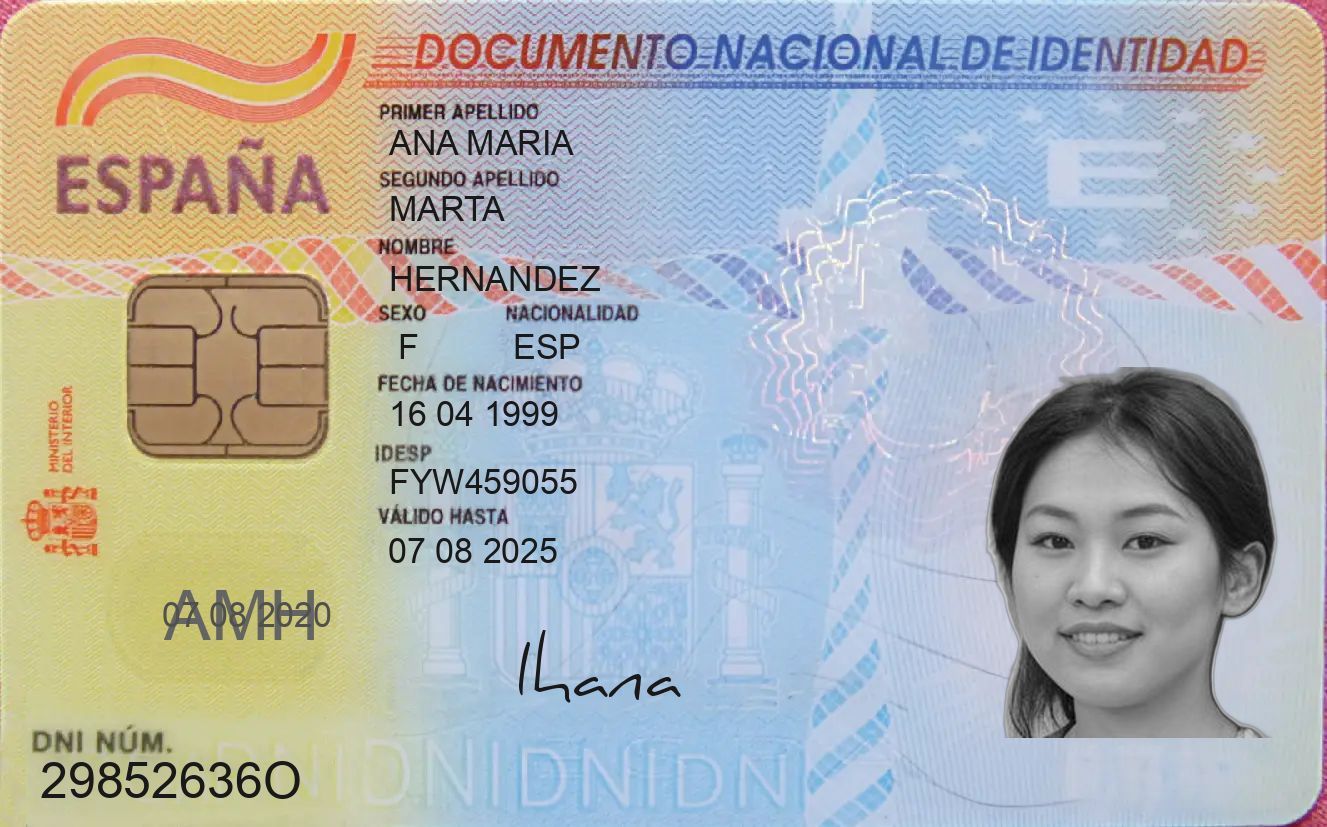 DOCUMENTO NACIONAL DE IDENTIDAD
ESPAÑA
PRIMER APELLIDO
ANA MARIA
SEGUNDO APELLIDO
MARTA
NOMBRE
HERNANDEZ
SEXO NACIONALIDAD
F ESP
FECHA DE NACIMIENTO
16 04 1999
IDESP
FYW459055
VÁLIDO HASTA
07 08 2025
MINISTERIO
DEL INTERIOR
E
07 08 2020
AMH
Ihana
DNI NÚM.
29852636O
DNIDNIDNIDNI